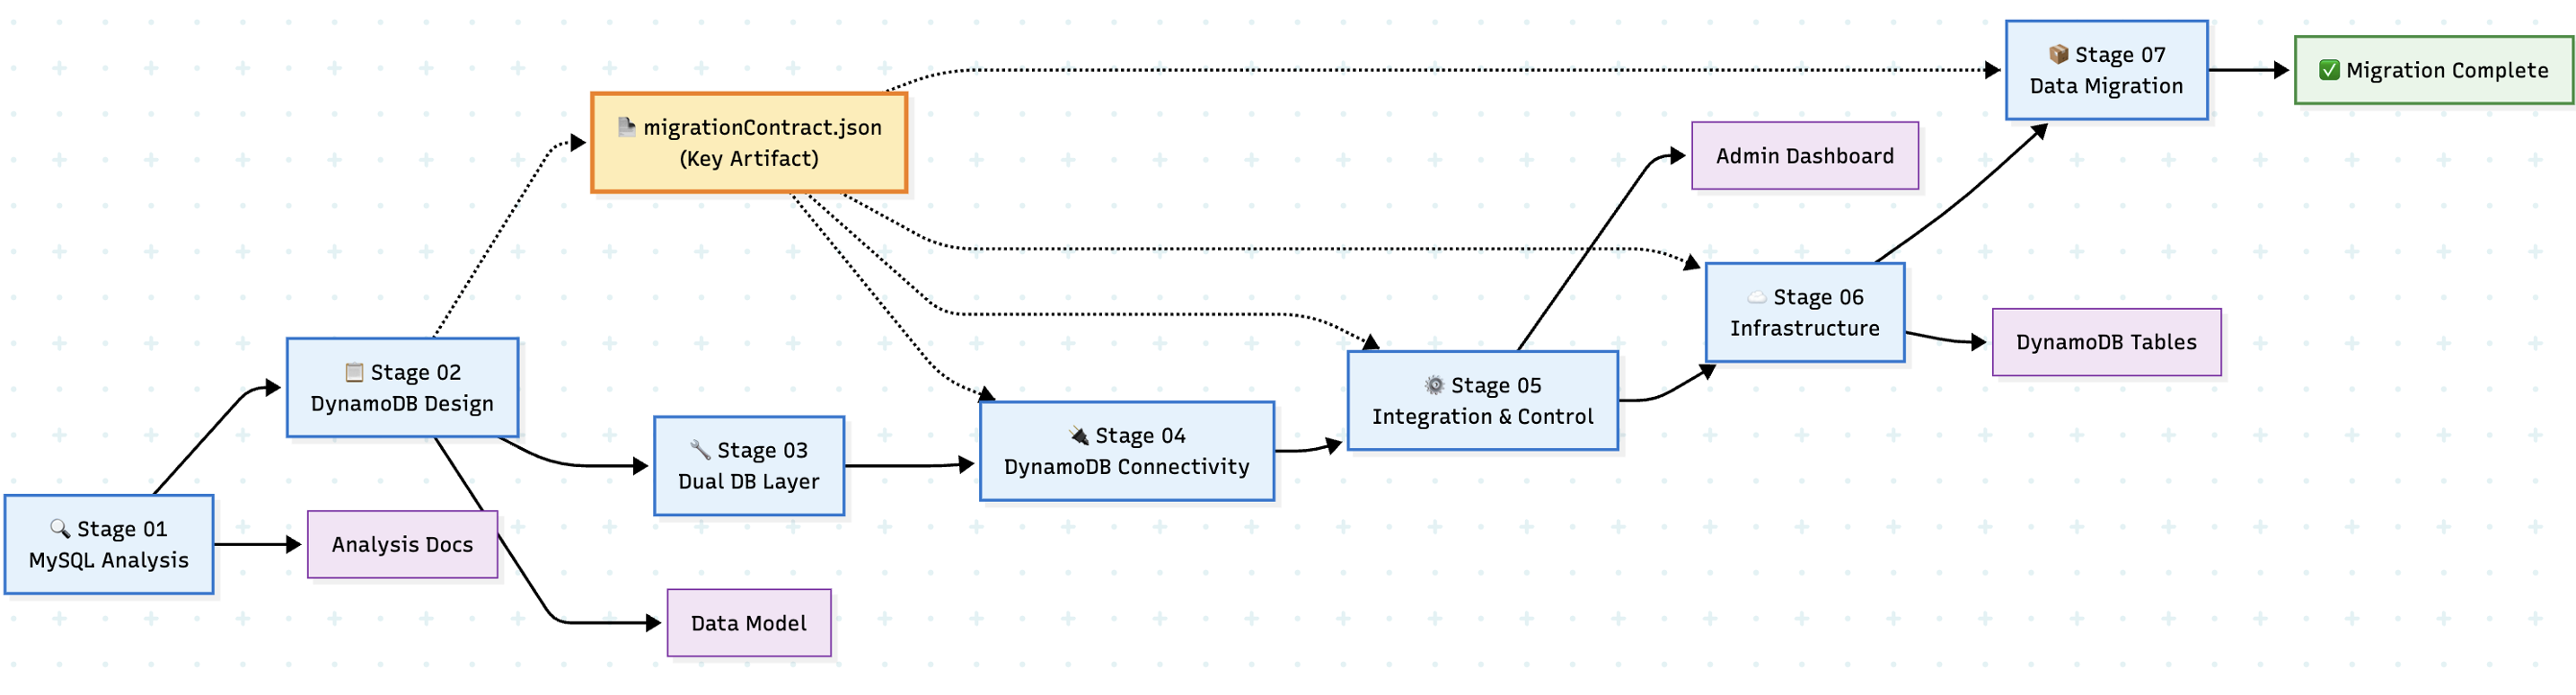 🔍 Stage 01
MySQL Analysis
Analysis Docs
📋 Stage 02
DynamoDB Design
migrationContract.json
(Key Artifact)
🔧 Stage 03
Dual DB Layer
Data Model
🔌 Stage 04
DynamoDB Connectivity
⚙️ Stage 05
Integration & Control
Admin Dashboard
☁️ Stage 06
Infrastructure
DynamoDB Tables
📦 Stage 07
Data Migration
✅ Migration Complete